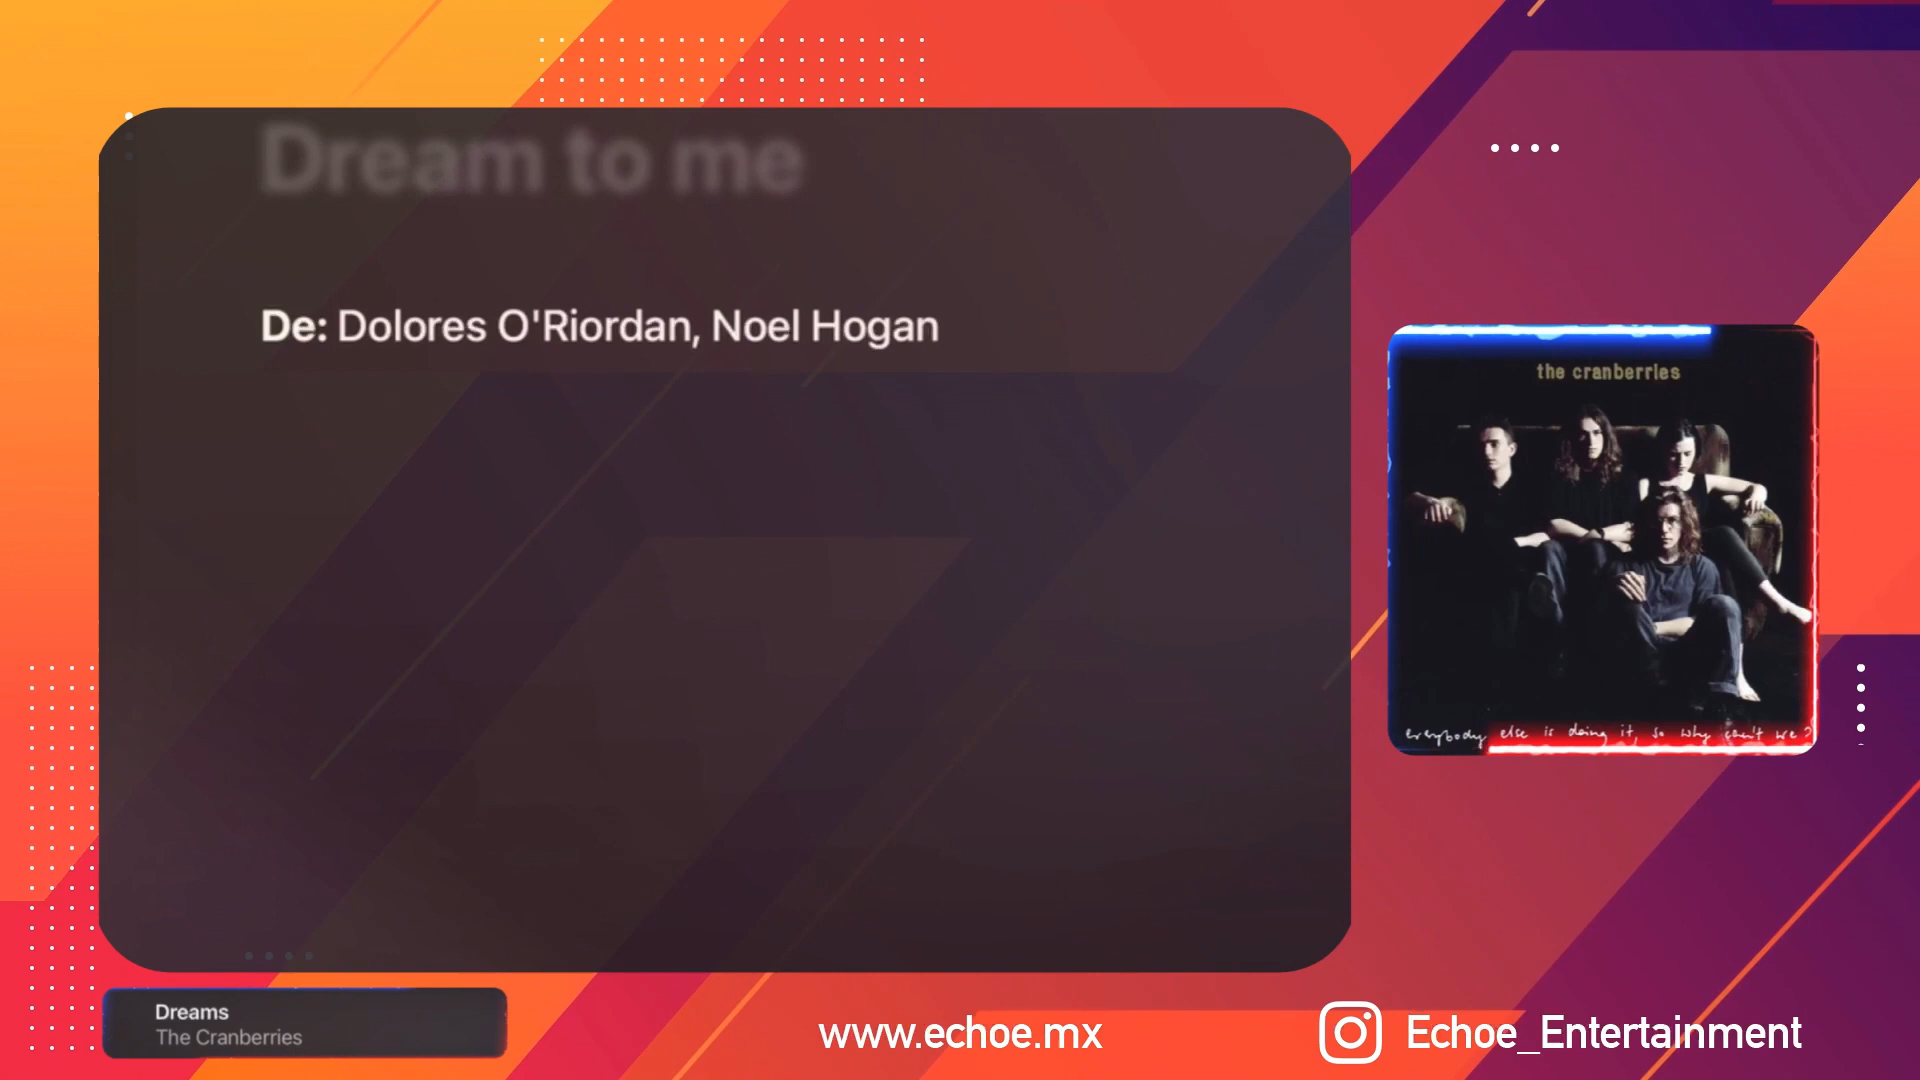 Dream to me
De: Dolores O'Riordan, Noel Hogan
the cranberries
everybody else is doing it, so why can't we?
Dreams
The Cranberries
www.echoe.mx
Echoe_Entertainment